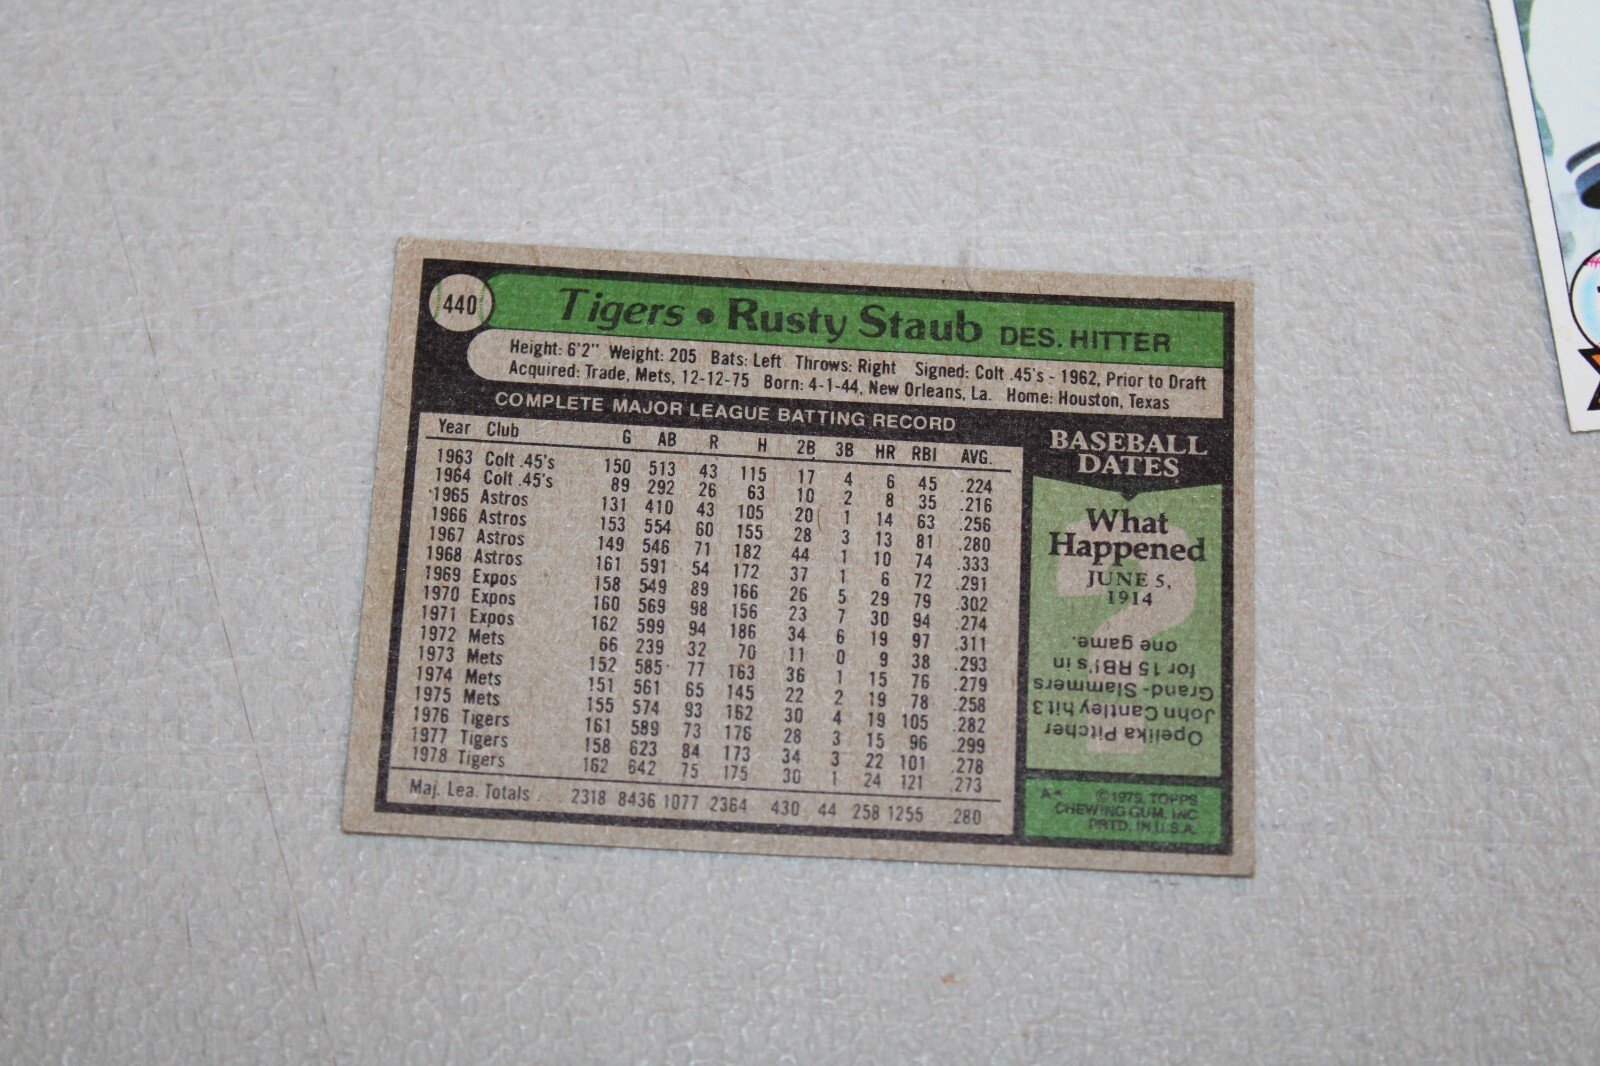 440
Tigers • Rusty Staub DES. HITTER
Height: 6'2" Weight: 205 Bats: Left Throws: Right Signed: Colt .45's - 1962, Prior to Draft
Acquired: Trade, Mets, 12-12-75 Born: 4-1-44, New Orleans, La. Home: Houston, Texas
COMPLETE MAJOR LEAGUE BATTING RECORD
Year Club G AB R H 2B 3B HR RBI AVG.
1963 Colt .45's 150 513 43 115 17 4 6 45 .224
1964 Colt .45's 89 292 26 63 10 2 8 35 .216
1965 Astros 131 410 43 105 20 1 14 63 .256
1966 Astros 153 554 60 155 28 3 13 81 .280
1967 Astros 149 546 71 182 44 1 10 74 .333
1968 Astros 161 591 54 172 37 1 6 72 .291
1969 Expos 158 549 89 166 26 5 29 79 .302
1970 Expos 160 569 98 156 23 7 30 94 .274
1971 Expos 162 599 94 186 34 6 19 97 .311
1972 Mets 66 239 32 70 11 0 9 38 .293
1973 Mets 152 585 77 163 36 1 15 76 .279
1974 Mets 151 561 65 145 22 2 19 78 .258
1975 Mets 155 574 93 162 30 4 19 105 .282
1976 Tigers 161 589 73 176 28 3 15 96 .299
1977 Tigers 158 623 84 173 34 3 22 101 .278
1978 Tigers 162 642 75 175 30 1 24 121 .273
Maj. Lea. Totals . . . 2318 8436 1077 2364 430 44 258 1255 .280
BASEBALL
DATES
What
Happened
JUNE 5,
1914
Opelika Pitcher
John Cantley hit 3
Grand-Slammers
for 15 RBI's in
one game.
A* ©1979, TOPPS
CHEWING GUM, INC.
PRTD. IN U.S.A.